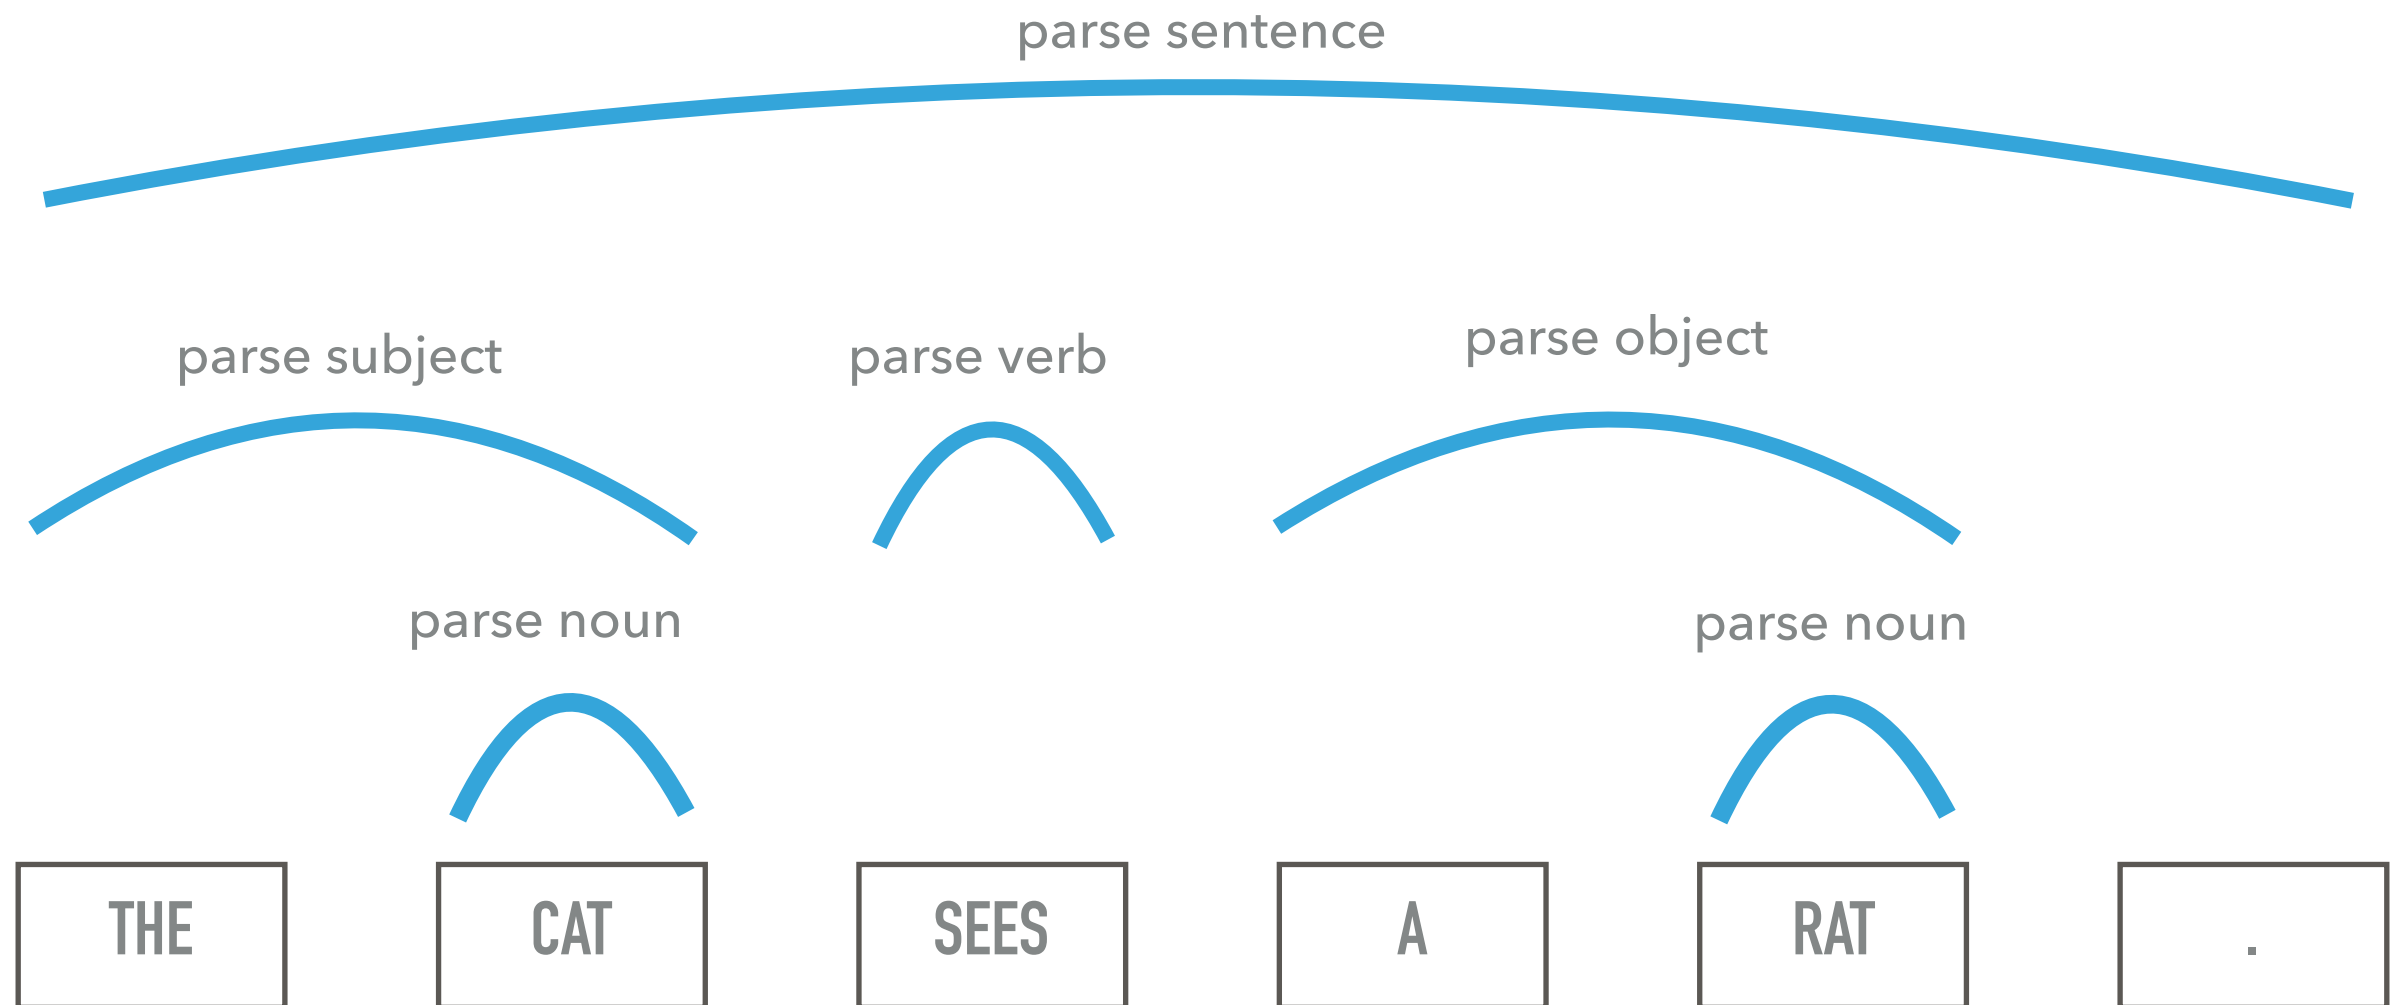 parse sentence
parse subject
parse verb
parse object
parse noun
parse noun
THE
CAT
SEES
A
RAT
.